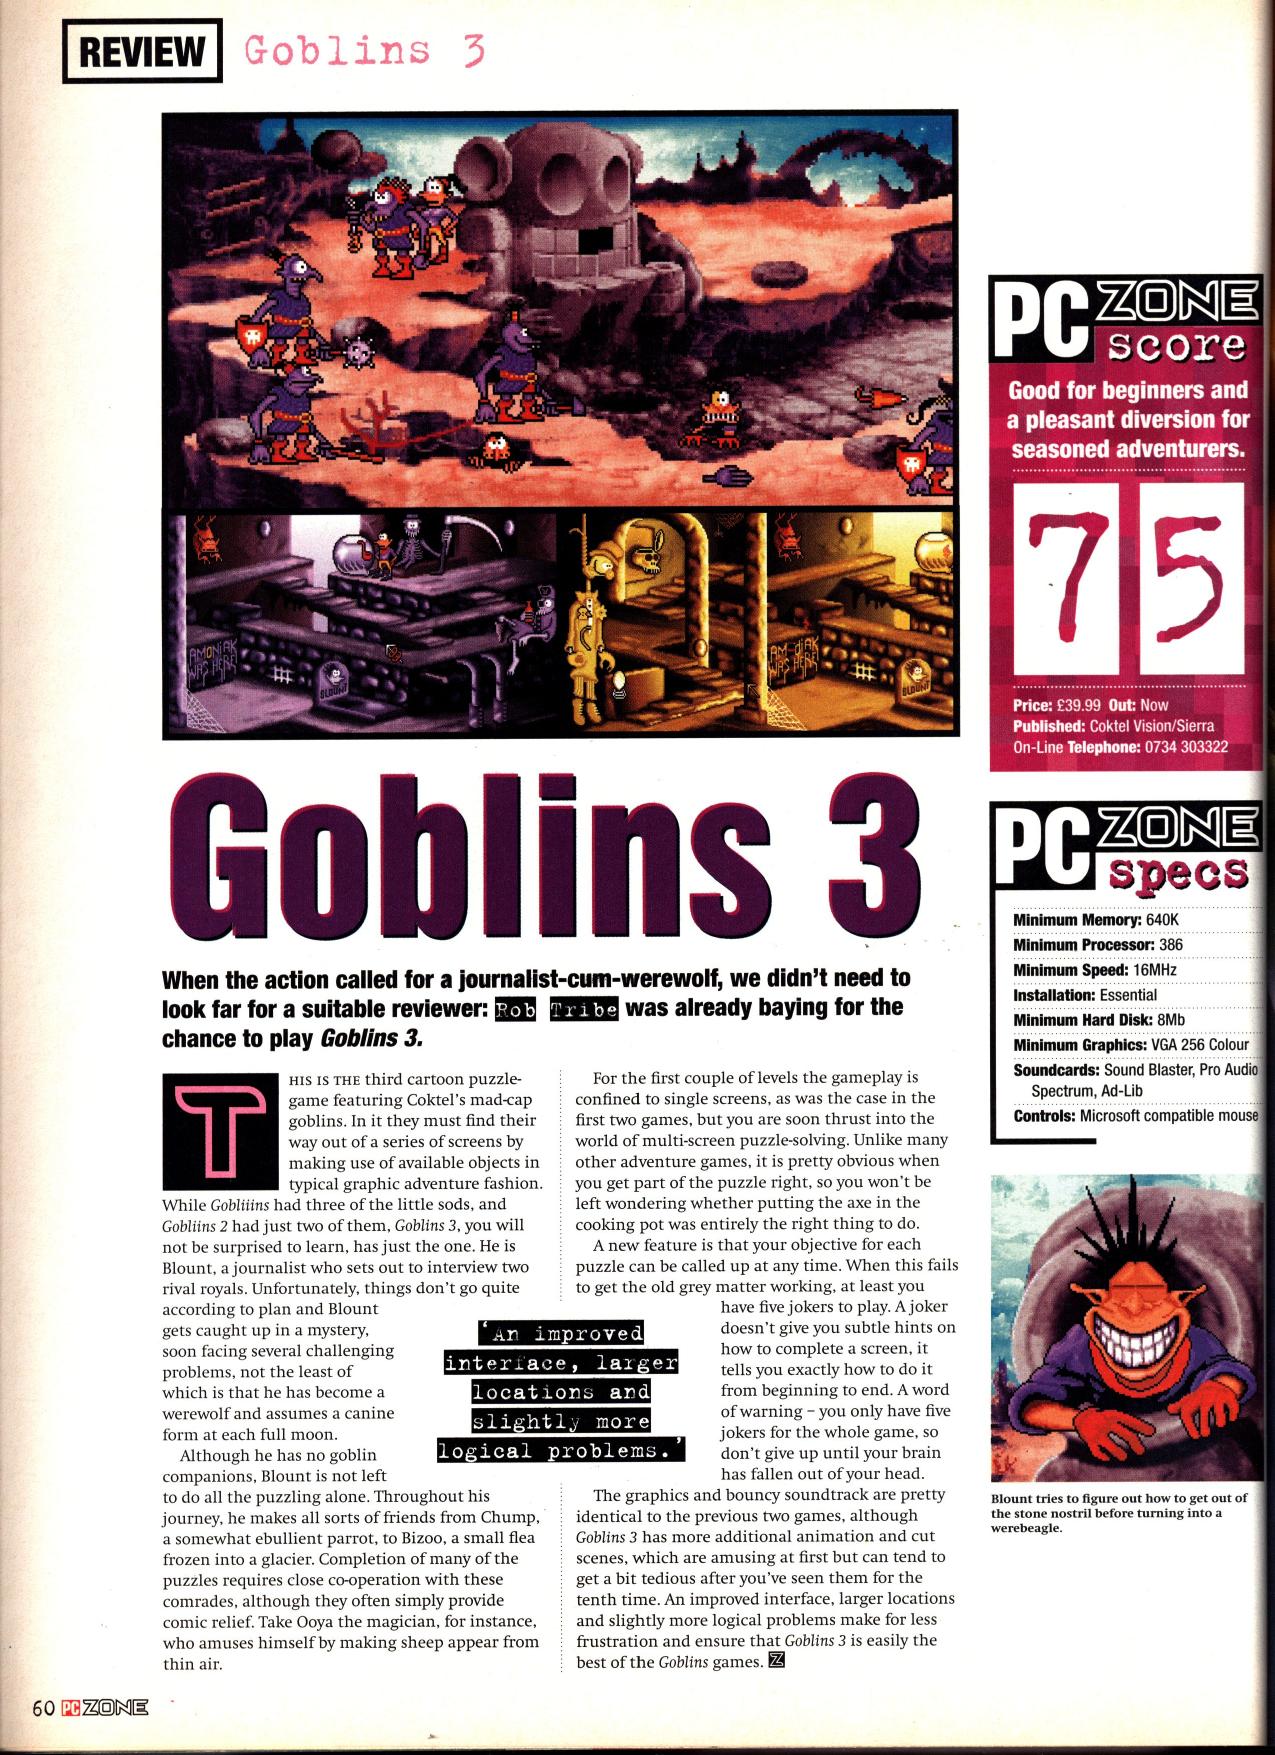 REVIEW Goblins 3
AMONIAK
WAS HERE
BLOUNT
WAS HERE
BLOUNT
Goblins 3
When the action called for a journalist-cum-werewolf, we didn't need to
look far for a suitable reviewer: Rob Tribe was already baying for the
chance to play Goblins 3.
THIS IS THE third cartoon puzzle-
game featuring Coktel's mad-cap
goblins. In it they must find their
way out of a series of screens by
making use of available objects in
typical graphic adventure fashion.
While Gobliiins had three of the little sods, and
Gobliins 2 had just two of them, Goblins 3, you will
not be surprised to learn, has just the one. He is
Blount, a journalist who sets out to interview two
rival royals. Unfortunately, things don't go quite
according to plan and Blount
gets caught up in a mystery,
soon facing several challenging
problems, not the least of
which is that he has become a
werewolf and assumes a canine
form at each full moon.
Although he has no goblin
companions, Blount is not left
to do all the puzzling alone. Throughout his
journey, he makes all sorts of friends from Chump,
a somewhat ebullient parrot, to Bizoo, a small flea
frozen into a glacier. Completion of many of the
puzzles requires close co-operation with these
comrades, although they often simply provide
comic relief. Take Ooya the magician, for instance,
who amuses himself by making sheep appear from
thin air.
'An improved
interface, larger
locations and
slightly more
logical problems.'
For the first couple of levels the gameplay is
confined to single screens, as was the case in the
first two games, but you are soon thrust into the
world of multi-screen puzzle-solving. Unlike many
other adventure games, it is pretty obvious when
you get part of the puzzle right, so you won't be
left wondering whether putting the axe in the
cooking pot was entirely the right thing to do.
A new feature is that your objective for each
puzzle can be called up at any time. When this fails
to get the old grey matter working, at least you
have five jokers to play. A joker
doesn't give you subtle hints on
how to complete a screen, it
tells you exactly how to do it
from beginning to end. A word
of warning – you only have five
jokers for the whole game, so
don't give up until your brain
has fallen out of your head.
The graphics and bouncy soundtrack are pretty
identical to the previous two games, although
Goblins 3 has more additional animation and cut
scenes, which are amusing at first but can tend to
get a bit tedious after you've seen them for the
tenth time. An improved interface, larger locations
and slightly more logical problems make for less
frustration and ensure that Goblins 3 is easily the
best of the Goblins games. Z
PC ZONE
score
Good for beginners and
a pleasant diversion for
seasoned adventurers.
75
Price: £39.99 Out: Now
Published: Coktel Vision/Sierra
On-Line Telephone: 0734 303322
PC ZONE
specs
Minimum Memory: 640K
Minimum Processor: 386
Minimum Speed: 16MHz
Installation: Essential
Minimum Hard Disk: 8Mb
Minimum Graphics: VGA 256 Colour
Soundcards: Sound Blaster, Pro Audio
Spectrum, Ad-Lib
Controls: Microsoft compatible mouse
Blount tries to figure out how to get out of
the stone nostril before turning into a
werebeagle.
60 PC ZONE